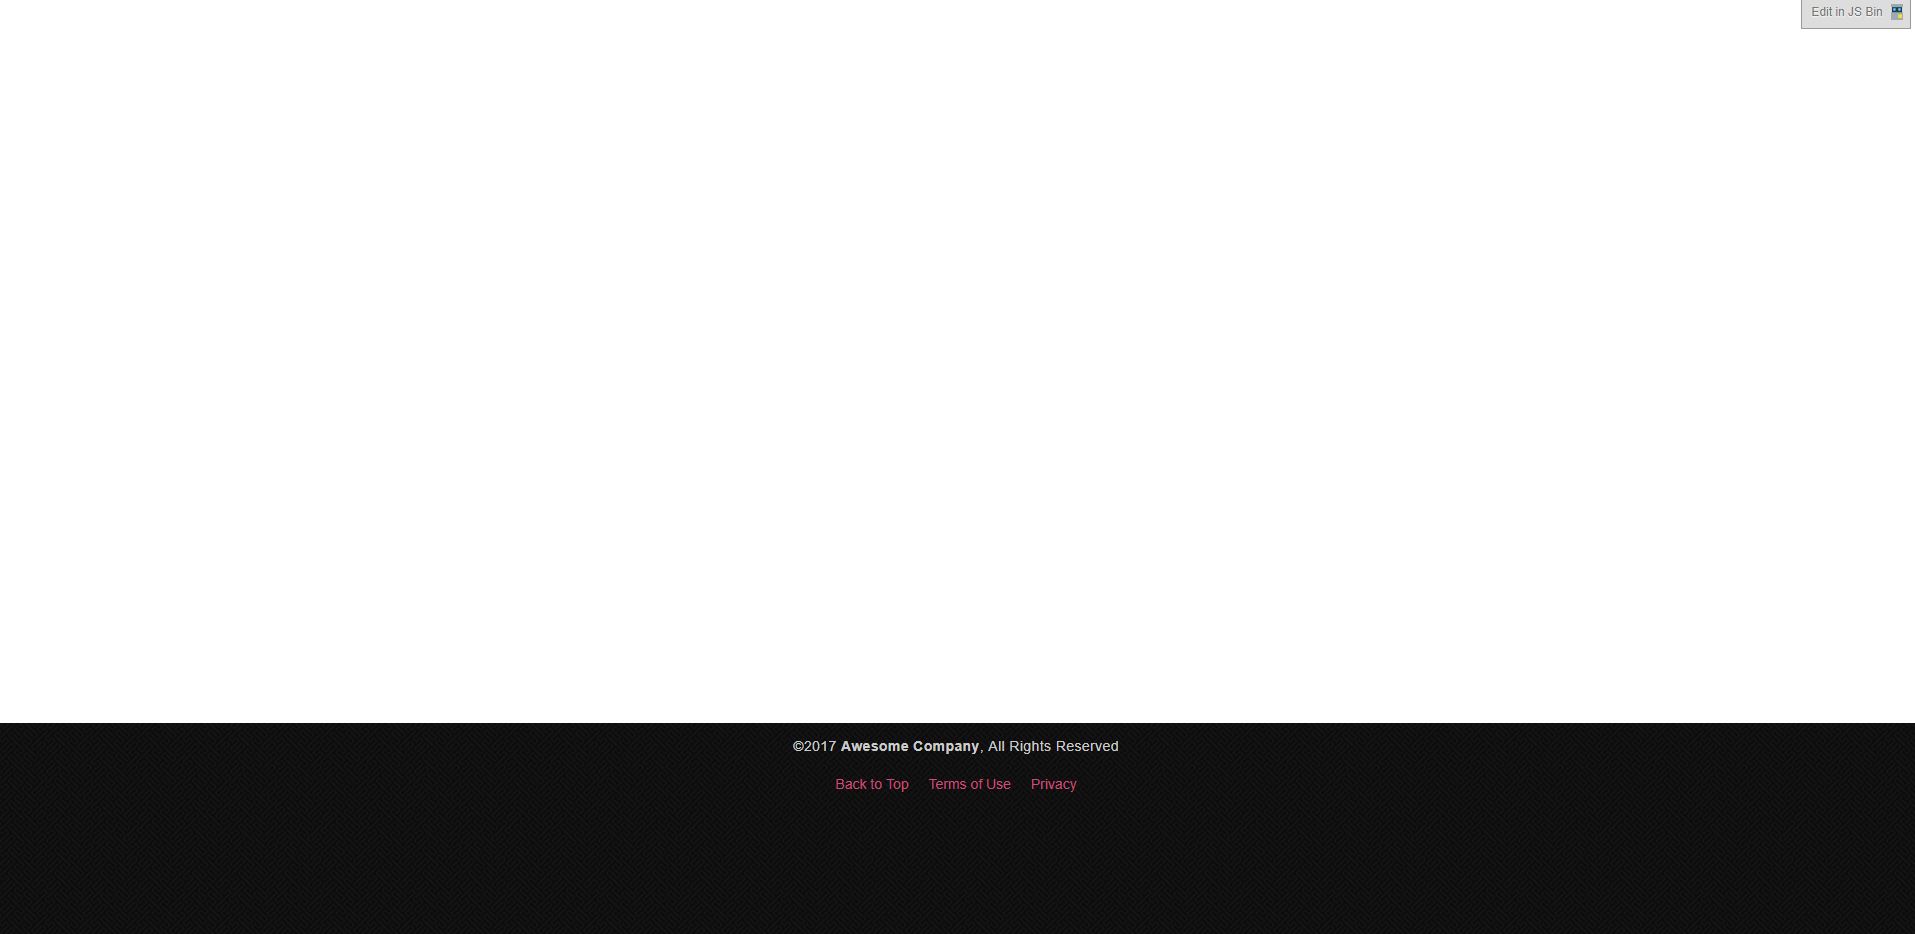 Edit in JS Bin
©2017 Awesome Company, All Rights Reserved
Back to Top Terms of Use Privacy